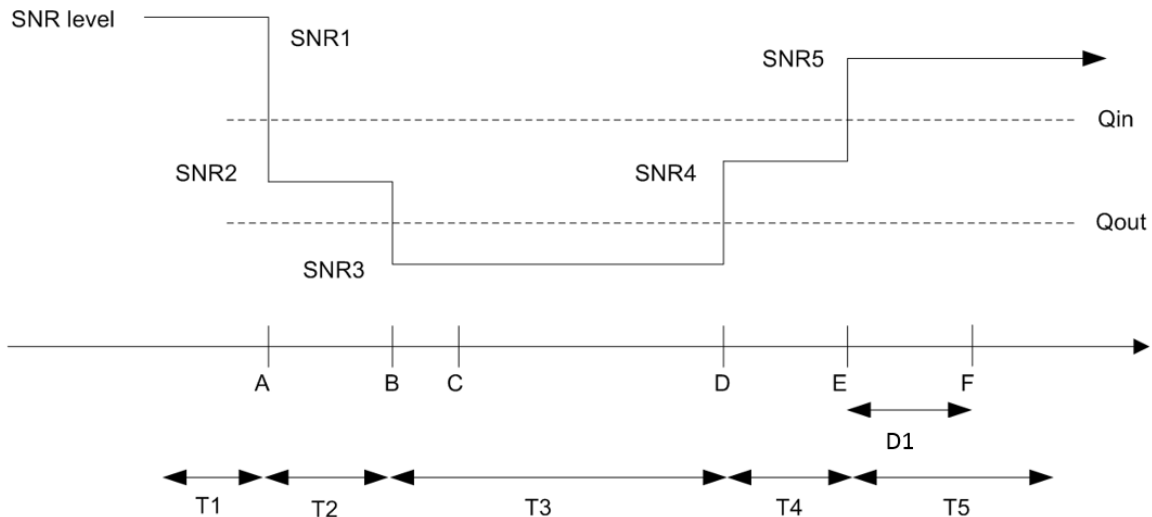 SNR level
SNR1
SNR5
Qin
SNR2
SNR4
Qout
SNR3
A B C D E F
D1
T1 T2 T3 T4 T5